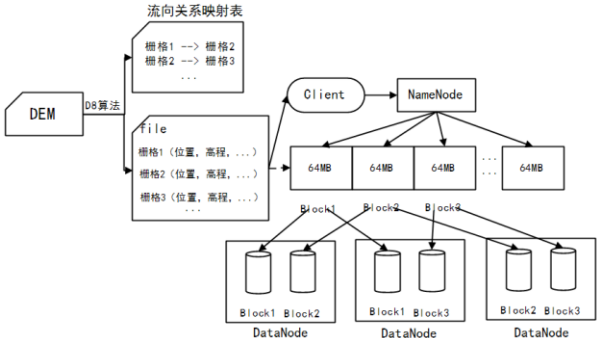 流向关系映射表
栅格1 --> 栅格2
栅格2 --> 栅格3
...
DEM
D8算法
file
栅格1 (位置，高程，...)
栅格2 (位置，高程，...)
栅格3 (位置，高程，...)
...
Client
NameNode
64MB
64MB
64MB
...
...
64MB
Block1
Block2
Block3
Block1 Block2
Block1 Block3
Block2 Block3
DataNode
DataNode
DataNode